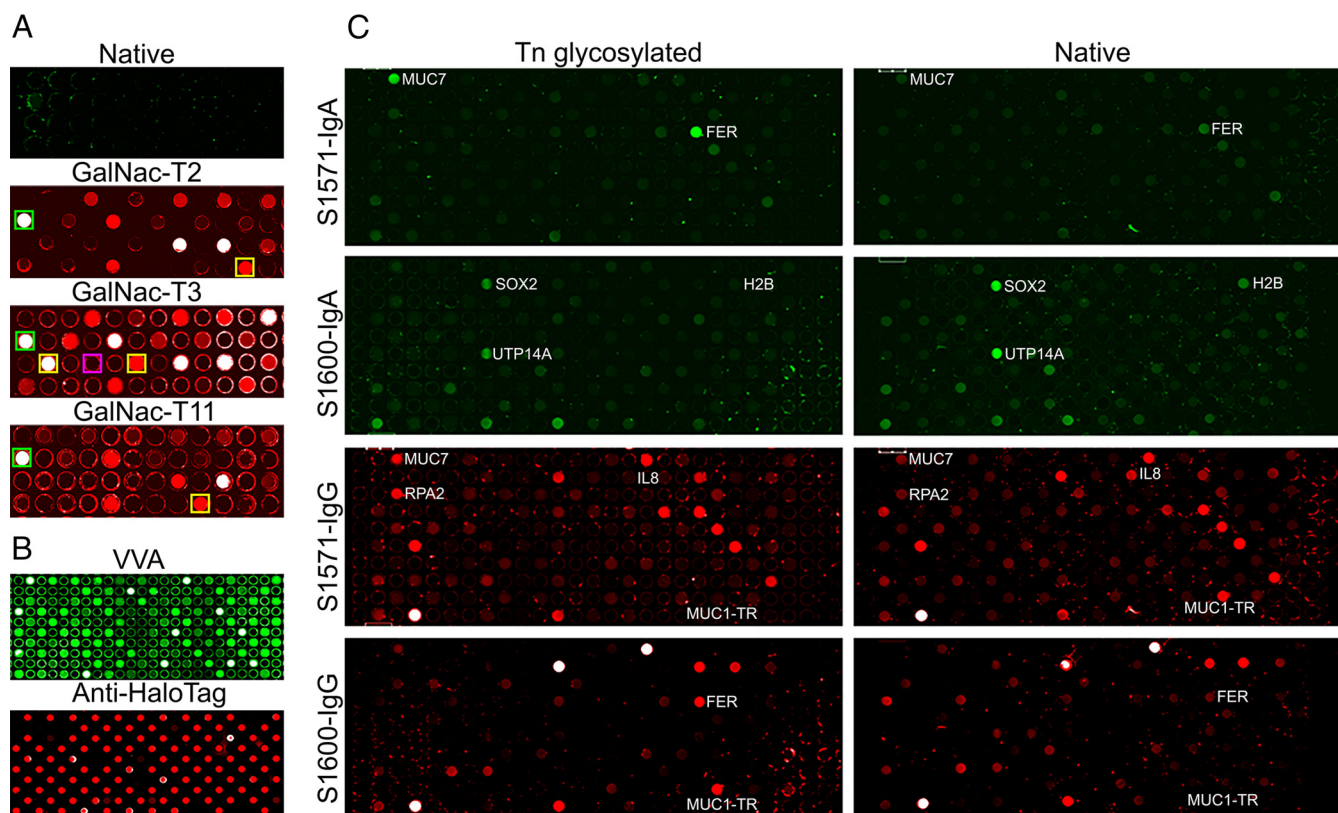 A
Native
GalNac-T2
GalNac-T3
GalNac-T11
B
VVA
Anti-HaloTag
C
Tn glycosylated
Native
S1571-IgA
MUC7
FER
MUC7
FER
S1600-IgA
SOX2
H2B
UTP14A
SOX2
H2B
UTP14A
S1571-IgG
MUC7
IL8
RPA2
MUC1-TR
MUC7
IL8
RPA2
MUC1-TR
S1600-IgG
FER
MUC1-TR
FER
MUC1-TR